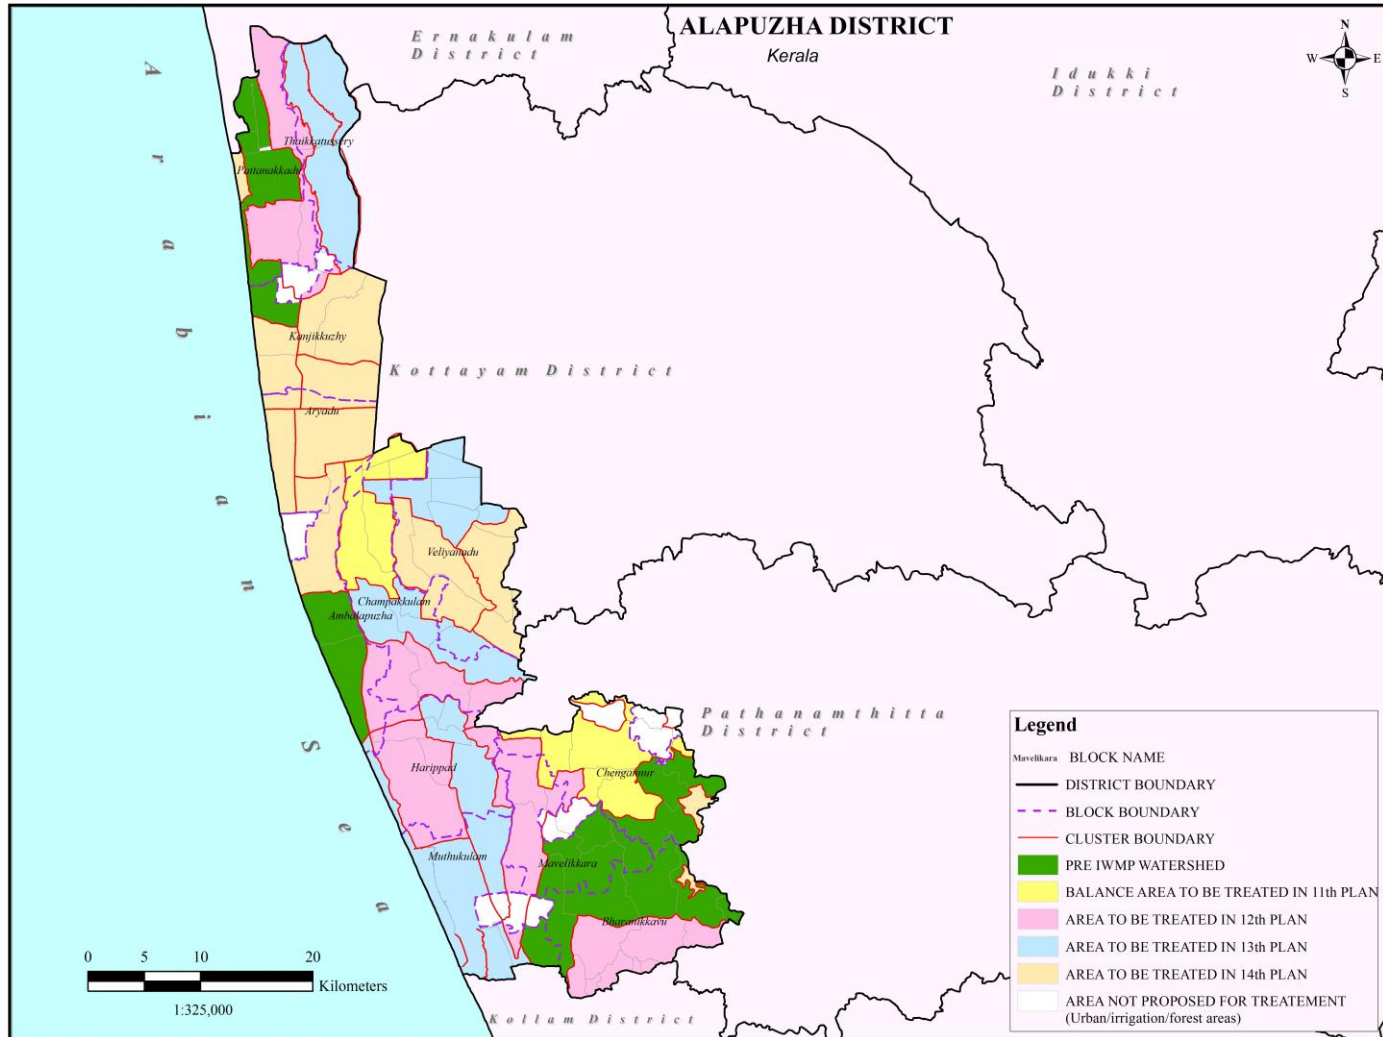 ALAPUZHA DISTRICT
Kerala
Ernakulam
District
Idukki
District
N
W
E
S
Arabian Sea
Thaikkatussery
Pattanakkadu
Kanjikkuzhy
Kottayam District
Aryadu
Veliyanadu
Champakkulam
Ambalapuzha
Pathanamthitta
District
Harippad
Chengannur
Muthukulam
Mavelikkara
Bharanikkavu
Kollam District
0 5 10 20
Kilometers
1:325,000
Legend
Mavelikara BLOCK NAME
DISTRICT BOUNDARY
BLOCK BOUNDARY
CLUSTER BOUNDARY
PRE IWMP WATERSHED
BALANCE AREA TO BE TREATED IN 11th PLAN
AREA TO BE TREATED IN 12th PLAN
AREA TO BE TREATED IN 13th PLAN
AREA TO BE TREATED IN 14th PLAN
AREA NOT PROPOSED FOR TREATEMENT
(Urban/irrigation/forest areas)